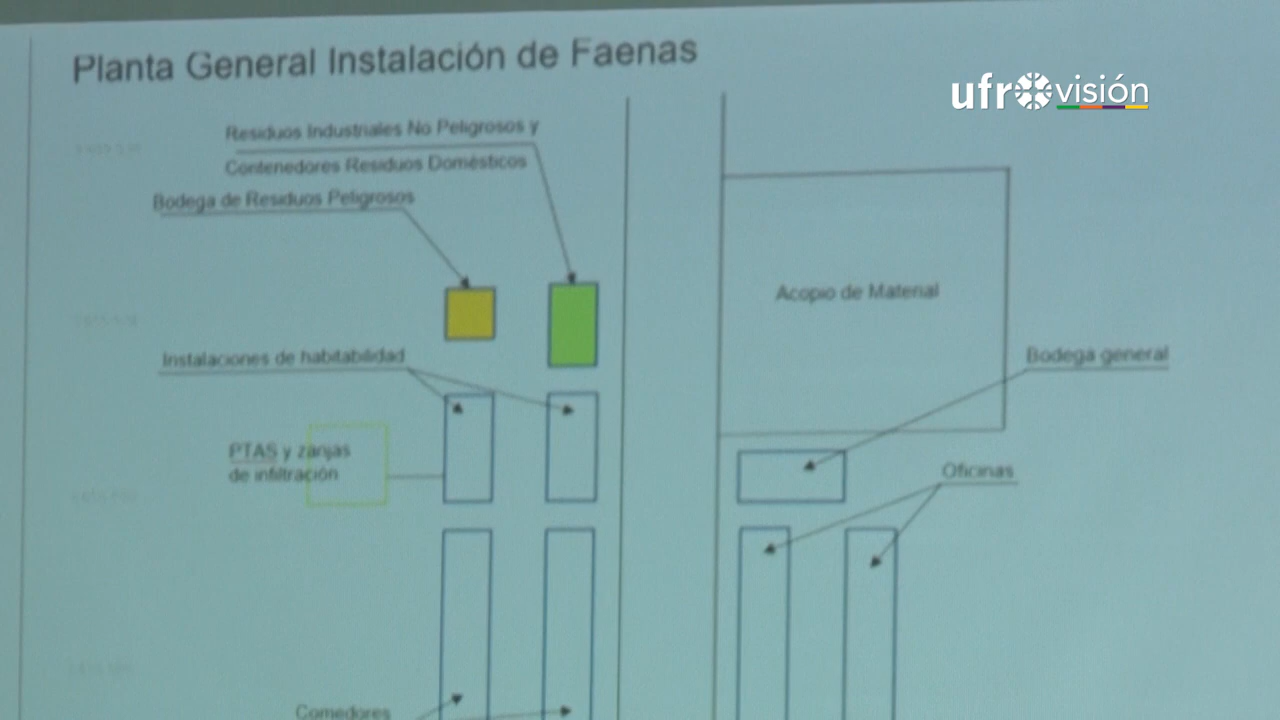 Planta General Instalación de Faenas
ufrovisión
Residuos Industriales No Peligrosos y
Contenedores Residuos Domésticos
Bodega de Residuos Peligrosos
Acopio de Material
Instalaciones de habitabilidad
Bodega general
PTAS y zanjas
de infiltración
Oficinas
Comedores